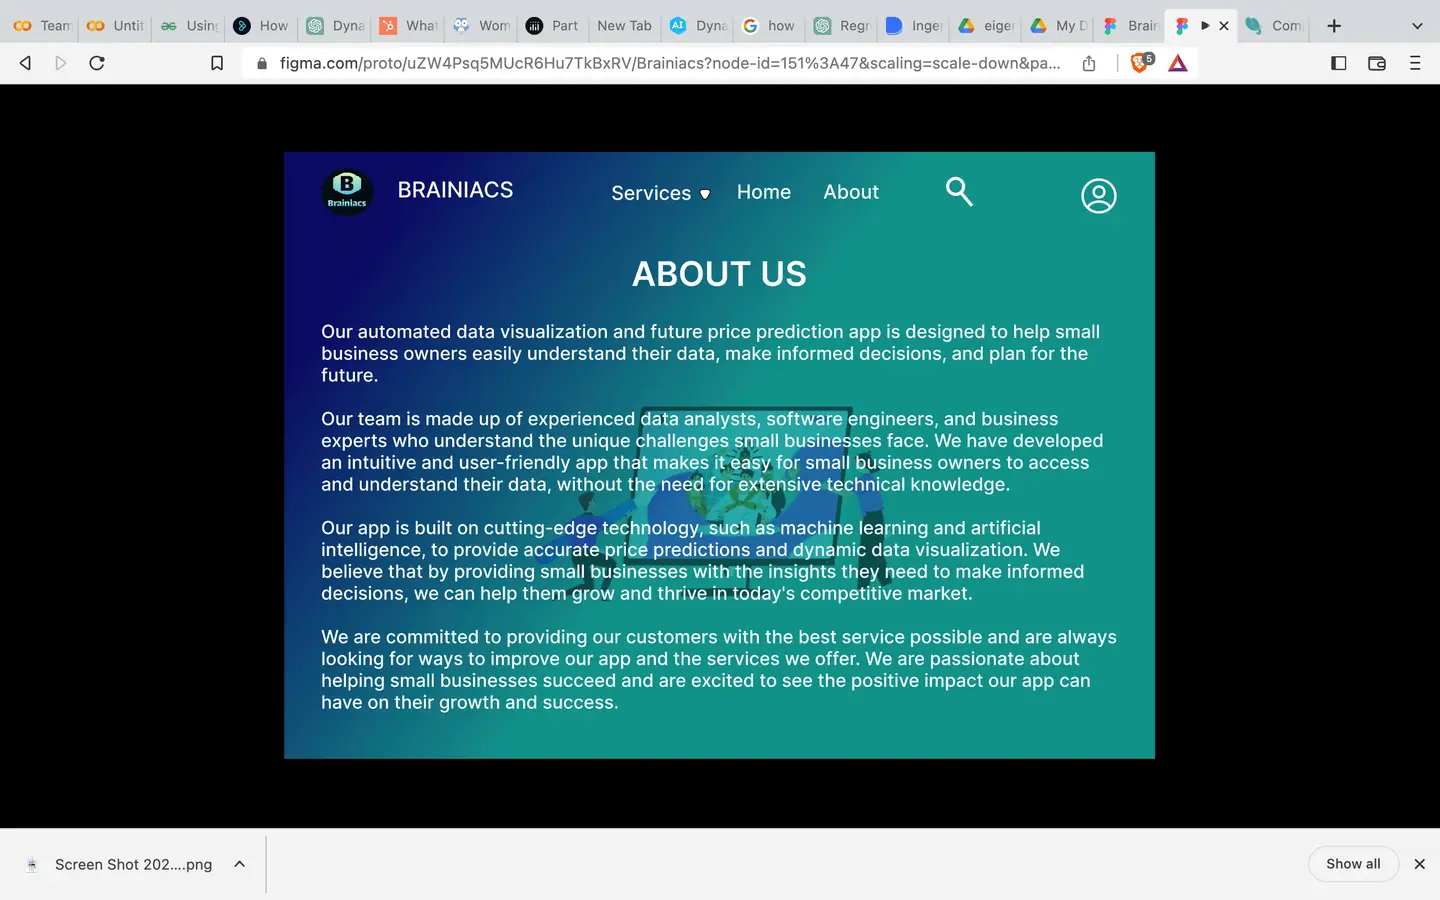 Team
Untit
Using
How
Dyna
What
Wom
Part
New Tab
Dyna
how
Regr
Inger
eiger
My D
Brain
Com
figma.com/proto/uZW4Psq5MUcR6Hu7TkBxRV/Brainiacs?node-id=151%3A47&scaling=scale-down&pa...
5
B
Brainiacs
BRAINIACS
Services
Home
About
ABOUT US
Our automated data visualization and future price prediction app is designed to help small
business owners easily understand their data, make informed decisions, and plan for the
future.
Our team is made up of experienced data analysts, software engineers, and business
experts who understand the unique challenges small businesses face. We have developed
an intuitive and user-friendly app that makes it easy for small business owners to access
and understand their data, without the need for extensive technical knowledge.
Our app is built on cutting-edge technology, such as machine learning and artificial
intelligence, to provide accurate price predictions and dynamic data visualization. We
believe that by providing small businesses with the insights they need to make informed
decisions, we can help them grow and thrive in today's competitive market.
We are committed to providing our customers with the best service possible and are always
looking for ways to improve our app and the services we offer. We are passionate about
helping small businesses succeed and are excited to see the positive impact our app can
have on their growth and success.
Screen Shot 202....png
Show all